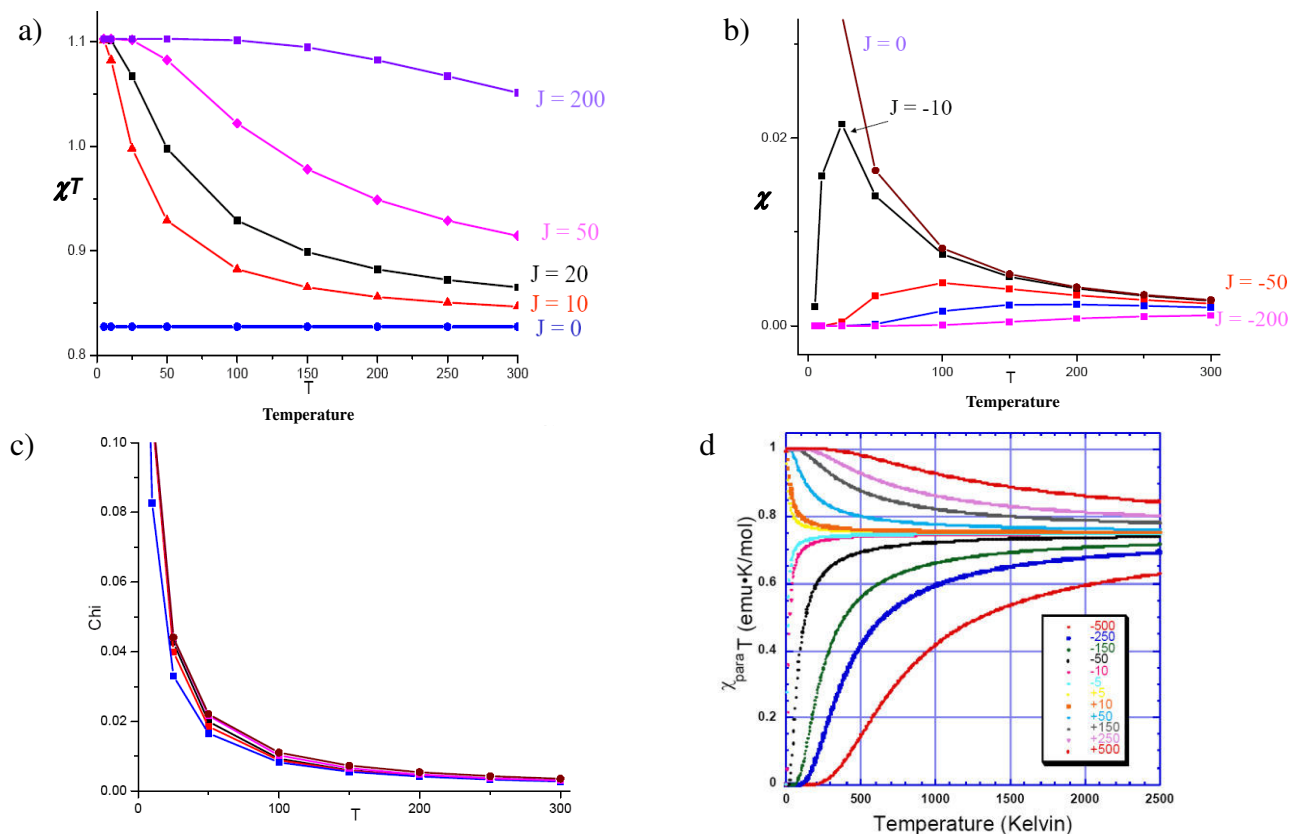 a)
1.1
1.0
0.9
0.8
χT
J = 200
J = 50
J = 20
J = 10
J = 0
0 50 100 150 200 250 300
T
Temperature
b)
0.02
0.00
χ
J = 0
J = -10
J = -50
J = -200
0 100 200 300
T
Temperature
c)
0.10
0.08
0.06
0.04
0.02
0.00
Chi
0 100 200 300
T
d
1
0.8
0.6
0.4
0.2
0
χpara T (emu•K/mol)
-500
-250
-150
-50
-10
-5
+5
+10
+50
+150
+250
+500
0 500 1000 1500 2000 2500
Temperature (Kelvin)